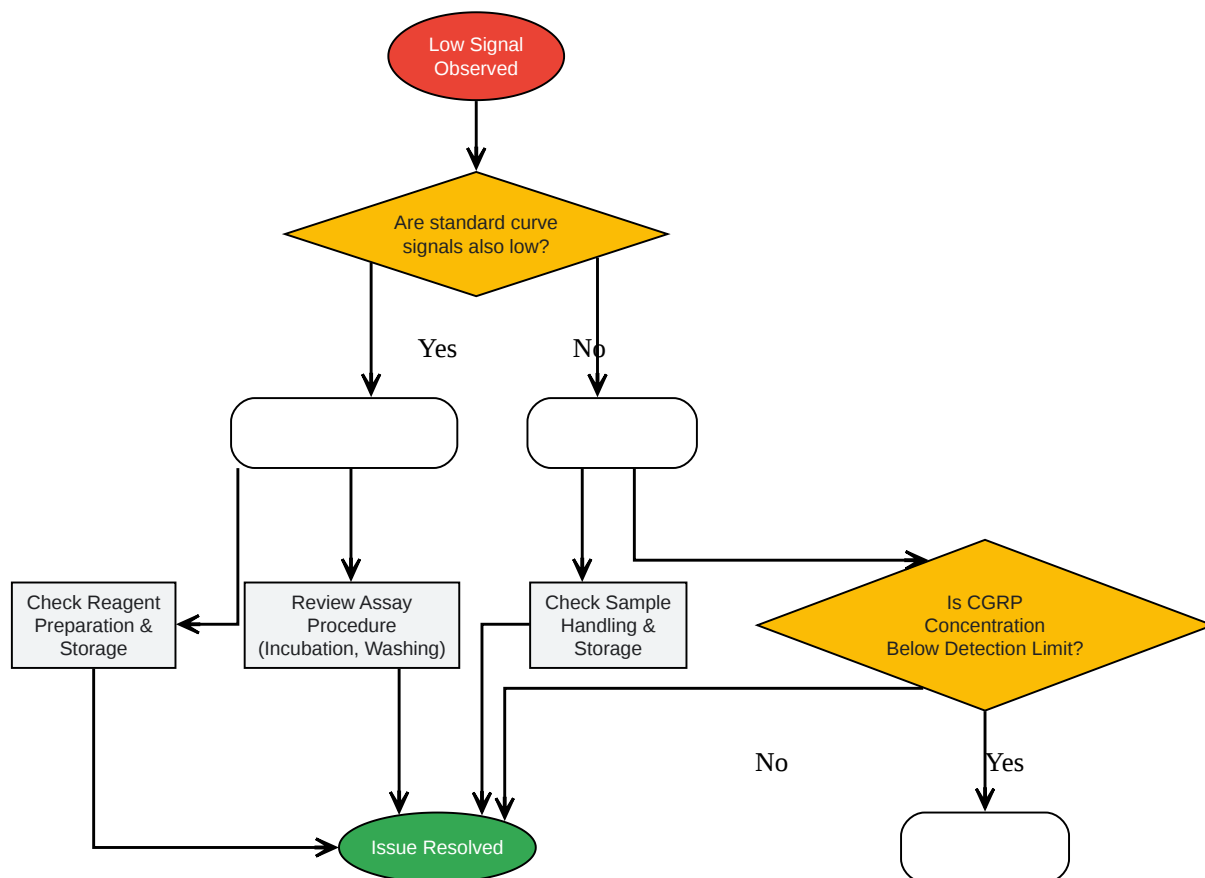 Low Signal
Observed
Are standard curve
signals also low?
Yes
No
Check Reagent
Preparation &
Storage
Review Assay
Procedure
(Incubation, Washing)
Check Sample
Handling &
Storage
Is CGRP
Concentration
Below Detection Limit?
No
Yes
Issue Resolved